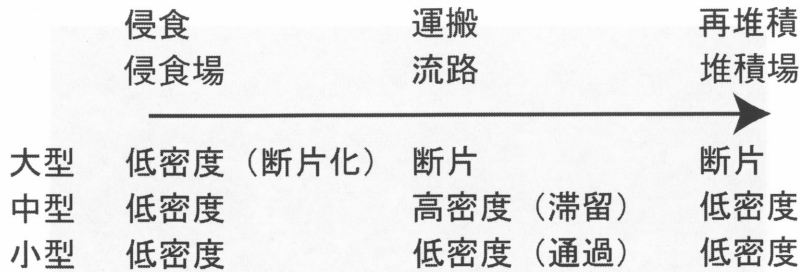 侵食 運搬 再堆積
侵食場 流路 堆積場
大型 低密度（断片化） 断片 断片
中型 低密度 高密度（滞留） 低密度
小型 低密度 低密度（通過） 低密度